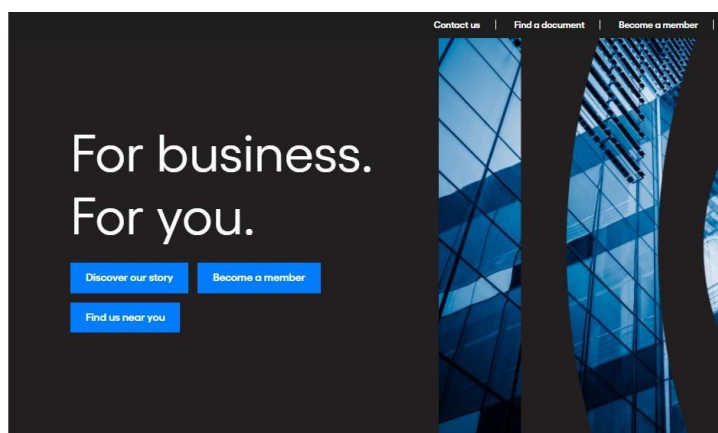 Contact us | Find a document | Become a member |
For business.
For you.
Discover our story Become a member
Find us near you